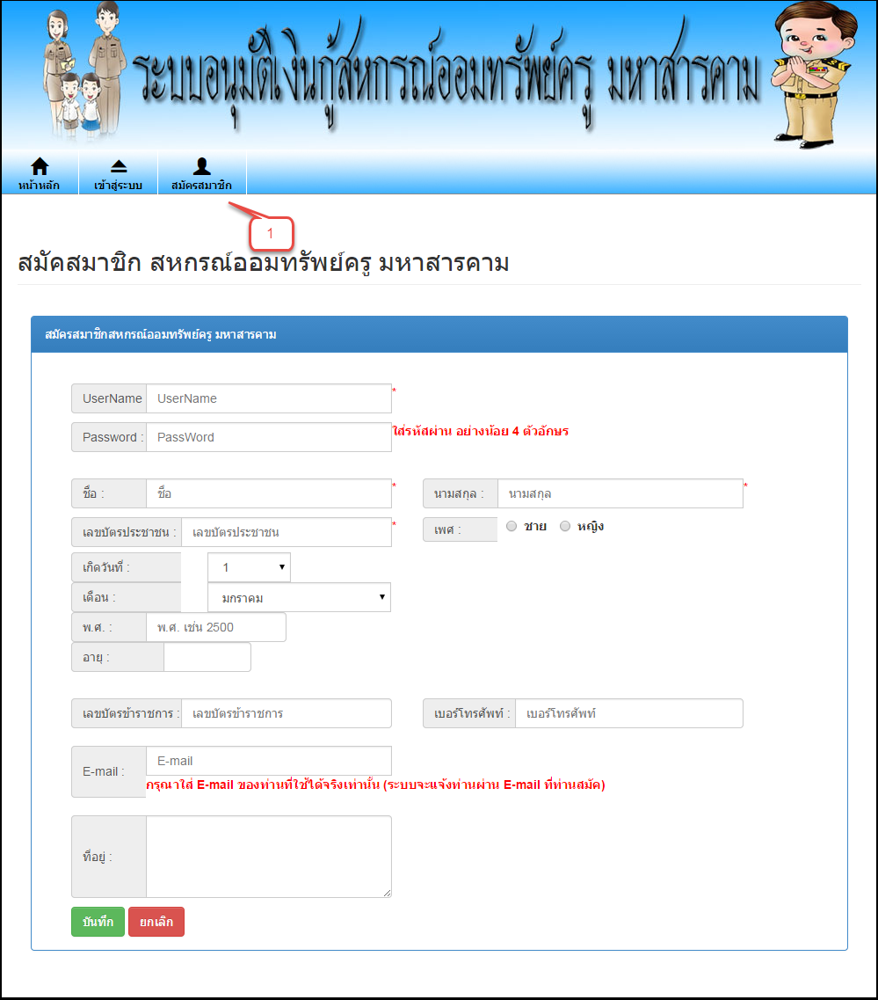 ระบบอนุมัติเงินกู้สหกรณ์ออมทรัพย์ครู มหาสารคาม
หน้าหลัก เข้าสู่ระบบ สมัครสมาชิก
1
สมัคสมาชิก สหกรณ์ออมทรัพย์ครู มหาสารคาม
สมัครสมาชิกสหกรณ์ออมทรัพย์ครู มหาสารคาม
UserName UserName *
Password : PassWord ใส่รหัสผ่าน อย่างน้อย 4 ตัวอักษร
ชื่อ : ชื่อ * นามสกุล : นามสกุล *
เลขบัตรประชาชน : เลขบัตรประชาชน * เพศ : ชาย หญิง
เกิดวันที่ : 1
เดือน : มกราคม
พ.ศ. : พ.ศ. เช่น 2500
อายุ :
เลขบัตรข้าราชการ : เลขบัตรข้าราชการ เบอร์โทรศัพท์ : เบอร์โทรศัพท์
E-mail : E-mail
กรุณาใส่ E-mail ของท่านที่ใช้ได้จริงเท่านั้น (ระบบจะแจ้งท่านผ่าน E-mail ที่ท่านสมัค)
ที่อยู่ :
บันทึก ยกเลิก